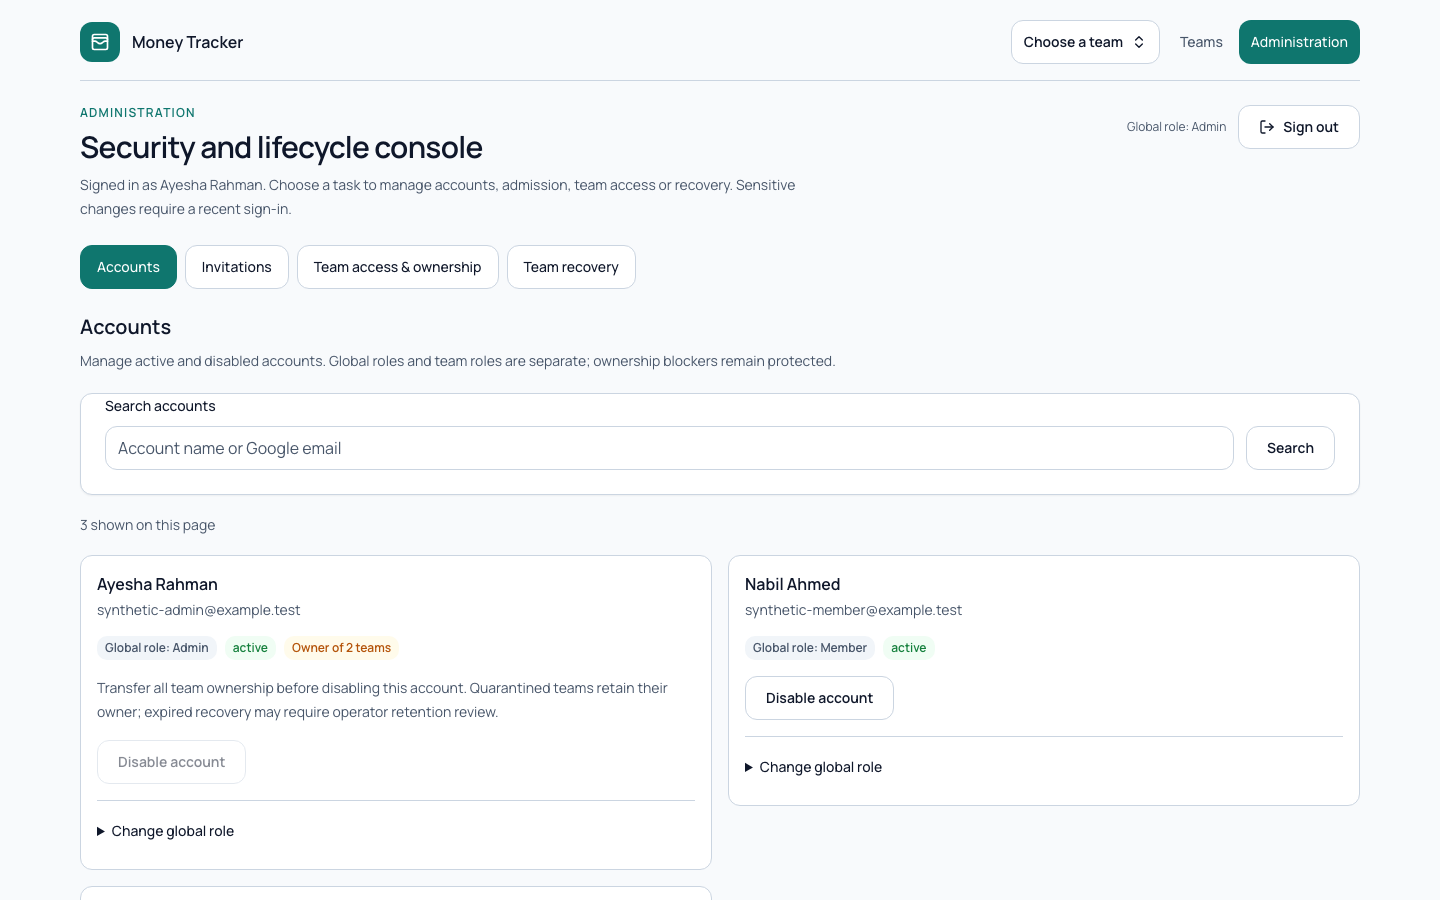 Money Tracker
Choose a team
Teams
Administration
ADMINISTRATION
Security and lifecycle console
Signed in as Ayesha Rahman. Choose a task to manage accounts, admission, team access or recovery. Sensitive
changes require a recent sign-in.
Global role: Admin
Sign out
Accounts
Invitations
Team access & ownership
Team recovery
Accounts
Manage active and disabled accounts. Global roles and team roles are separate; ownership blockers remain protected.
Search accounts
Account name or Google email
Search
3 shown on this page
Ayesha Rahman
synthetic-admin@example.test
Global role: Admin
active
Owner of 2 teams
Transfer all team ownership before disabling this account. Quarantined teams retain their
owner; expired recovery may require operator retention review.
Disable account
Change global role
Nabil Ahmed
synthetic-member@example.test
Global role: Member
active
Disable account
Change global role